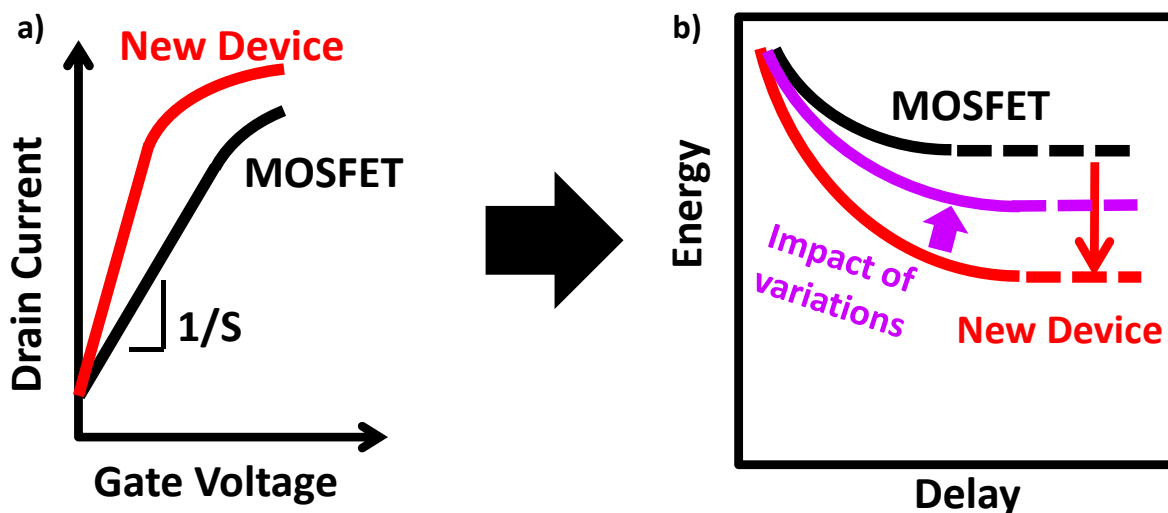 a)
New Device
MOSFET
1/S
Drain Current
Gate Voltage
b)
MOSFET
Energy
Impact of
variations
New Device
Delay